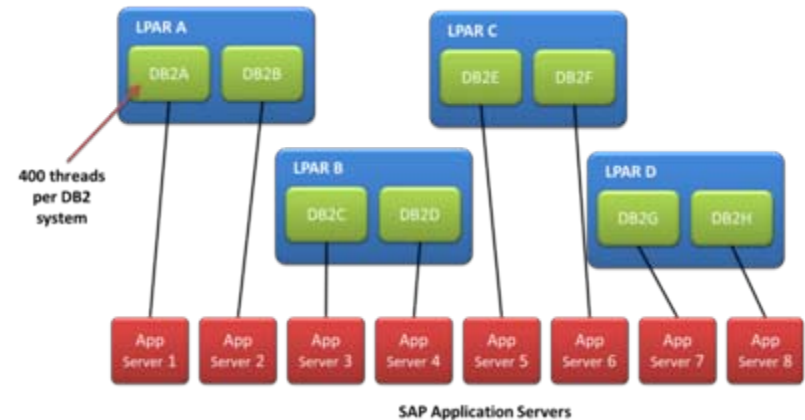 LPAR A
DB2A
DB2B
LPAR C
DB2E
DB2F
400 threads
per DB2
system
LPAR B
DB2C
DB2D
LPAR D
DB2G
DB2H
App
Server 1
App
Server 2
App
Server 3
App
Server 4
App
Server 5
App
Server 6
App
Server 7
App
Server 8
SAP Application Servers